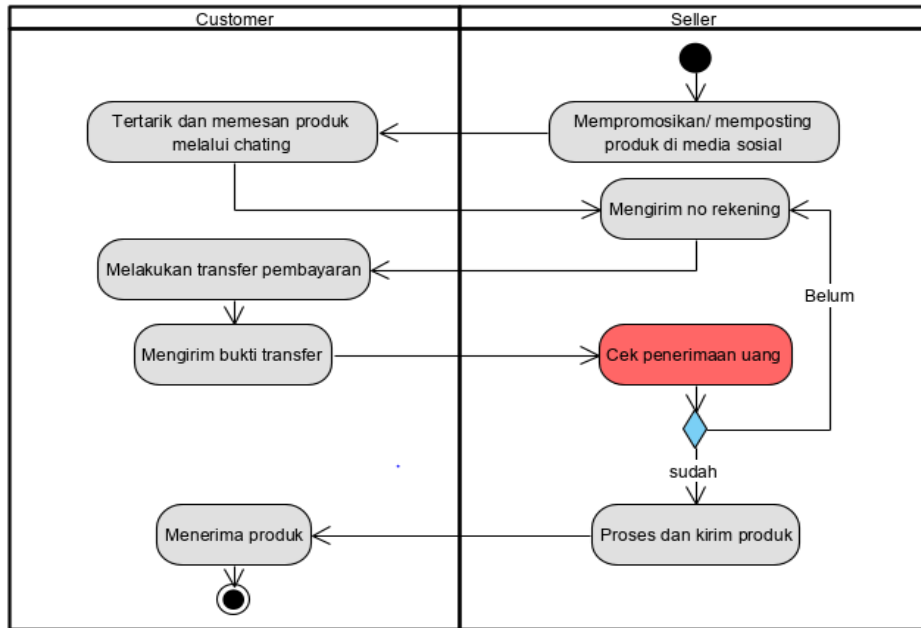 Customer
Seller
Mempromosikan/ memposting
produk di media sosial
Tertarik dan memesan produk
melalui chating
Mengirim no rekening
Melakukan transfer pembayaran
Mengirim bukti transfer
Cek penerimaan uang
Belum
sudah
Proses dan kirim produk
Menerima produk